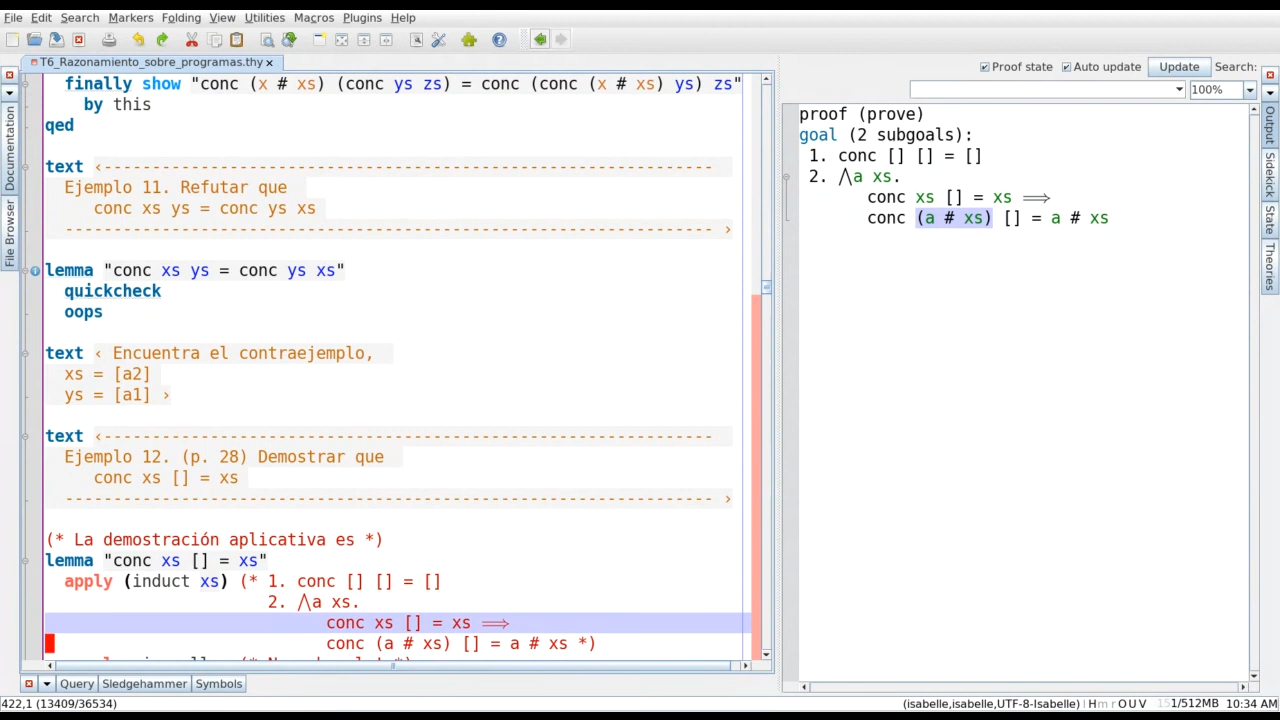 File Edit Search Markers Folding View Utilities Macros Plugins Help
T6_Razonamiento_sobre_programas.thy
finally show "conc (x # xs) (conc ys zs) = conc (conc (x # xs) ys) zs"
by this
qed
text ‹----------------------------------------------------------------
Ejemplo 11. Refutar que
conc xs ys = conc ys xs
-------------------------------------------------------------------- ›
lemma "conc xs ys = conc ys xs"
quickcheck
oops
text ‹ Encuentra el contraejemplo,
xs = [a2]
ys = [a1] ›
text ‹----------------------------------------------------------------
Ejemplo 12. (p. 28) Demostrar que
conc xs [] = xs
-------------------------------------------------------------------- ›
(* La demostración aplicativa es *)
lemma "conc xs [] = xs"
apply (induct xs) (* 1. conc [] [] = []
2. ⋀a xs.
conc xs [] = xs ⟹
conc (a # xs) [] = a # xs *)
Documentation
File Browser
Proof state Auto update Update Search:
100%
proof (prove)
goal (2 subgoals):
1. conc [] [] = []
2. ⋀a xs.
conc xs [] = xs ⟹
conc (a # xs) [] = a # xs
Output
Sidekick
State
Theories
Query Sledgehammer Symbols
422,1 (13409/36534)
(isabelle,isabelle,UTF-8-Isabelle)
10:34 AM